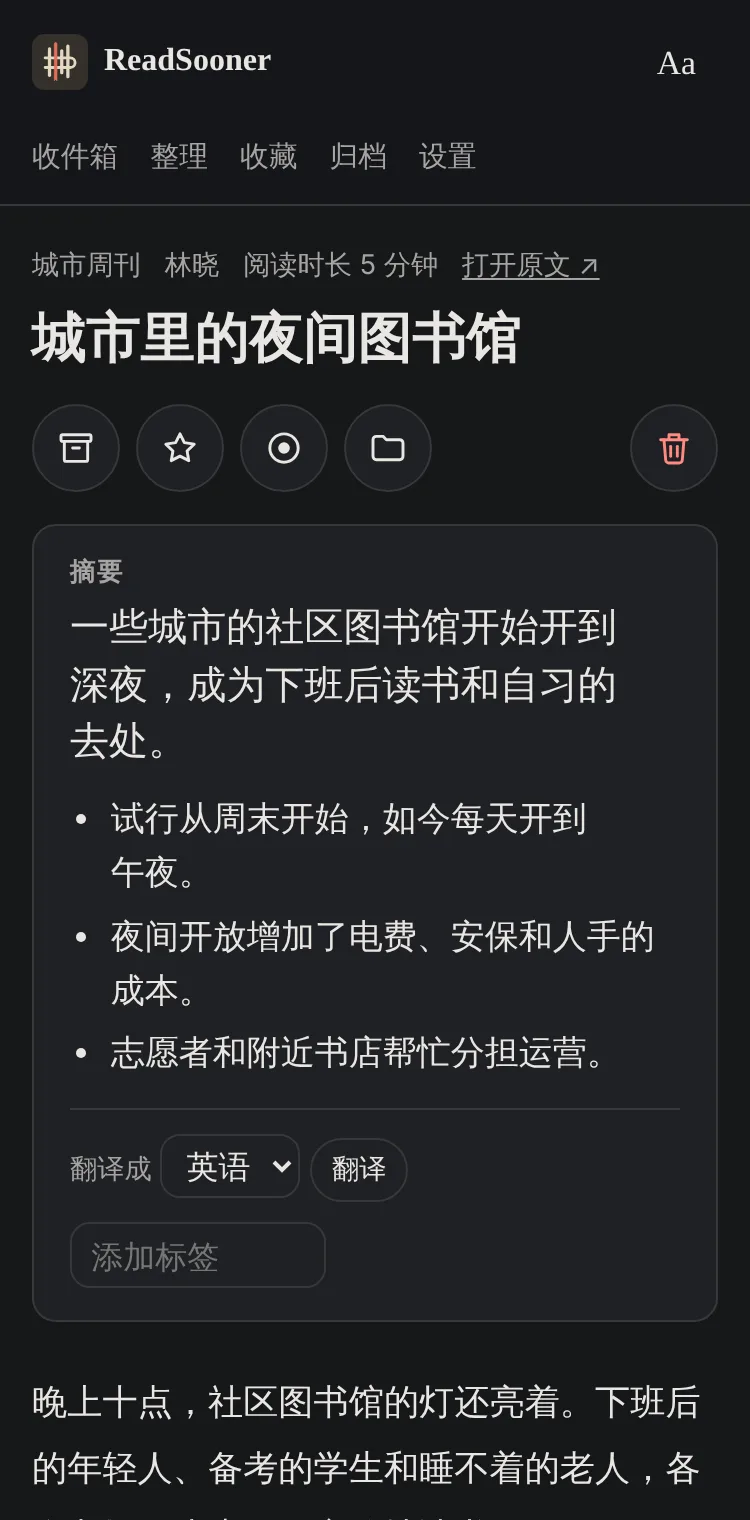 ReadSooner
Aa
收件箱 整理 收藏 归档 设置
城市周刊 林晓 阅读时长 5 分钟 打开原文 ↗
城市里的夜间图书馆
摘要
一些城市的社区图书馆开始开到
深夜，成为下班后读书和自习的
去处。
• 试行从周末开始，如今每天开到
午夜。
• 夜间开放增加了电费、安保和人手的
成本。
• 志愿者和附近书店帮忙分担运营。
翻译成 英语 翻译
添加标签
晚上十点，社区图书馆的灯还亮着。下班后
的年轻人、备考的学生和睡不着的老人，各